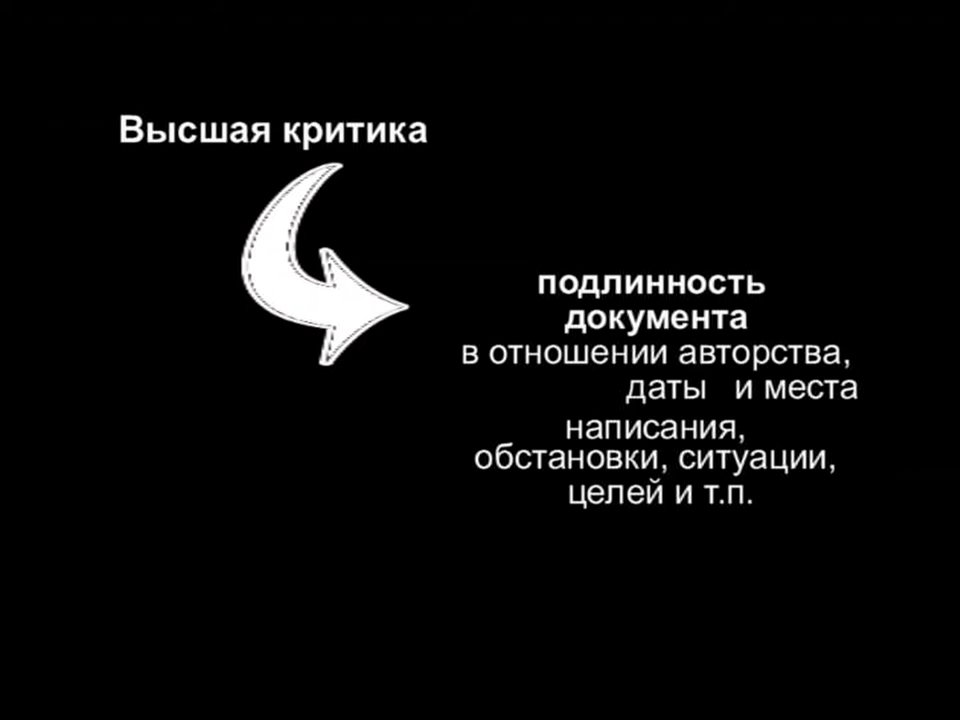 Высшая критика
подлинность
документа
в отношении авторства,
даты и места
написания,
обстановки, ситуации,
целей и т.п.